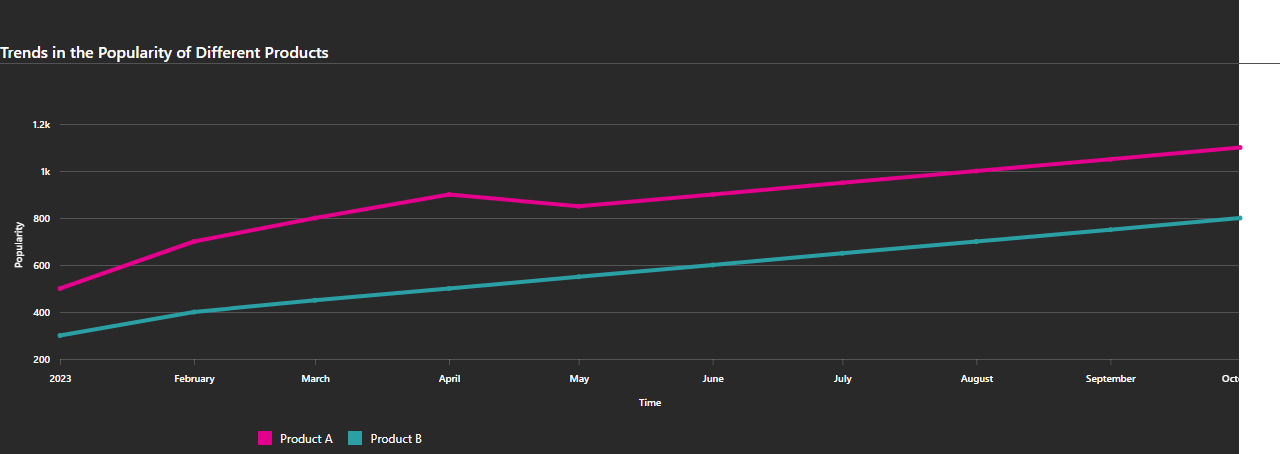 Trends in the Popularity of Different Products
1.2k
1k
800
600
400
200
Popularity
2023 February March April May June July August September Octo
Time
Product A Product B